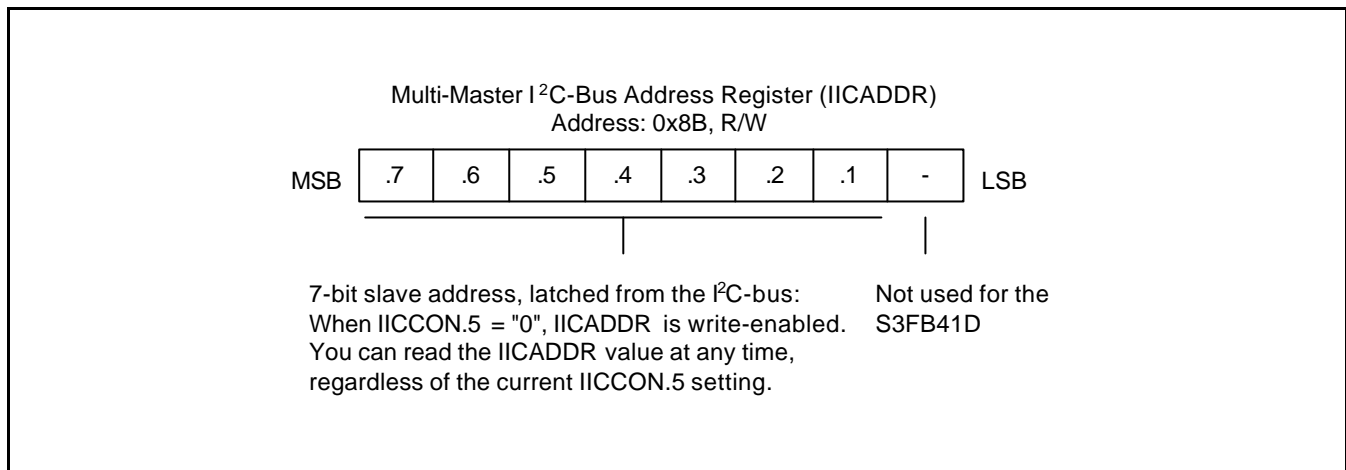 Multi-Master I²C-Bus Address Register (IICADDR)
Address: 0x8B, R/W
MSB .7 .6 .5 .4 .3 .2 .1 - LSB
7-bit slave address, latched from the I²C-bus:
When IICCON.5 = "0", IICADDR is write-enabled.
You can read the IICADDR value at any time,
regardless of the current IICCON.5 setting.
Not used for the
S3FB41D